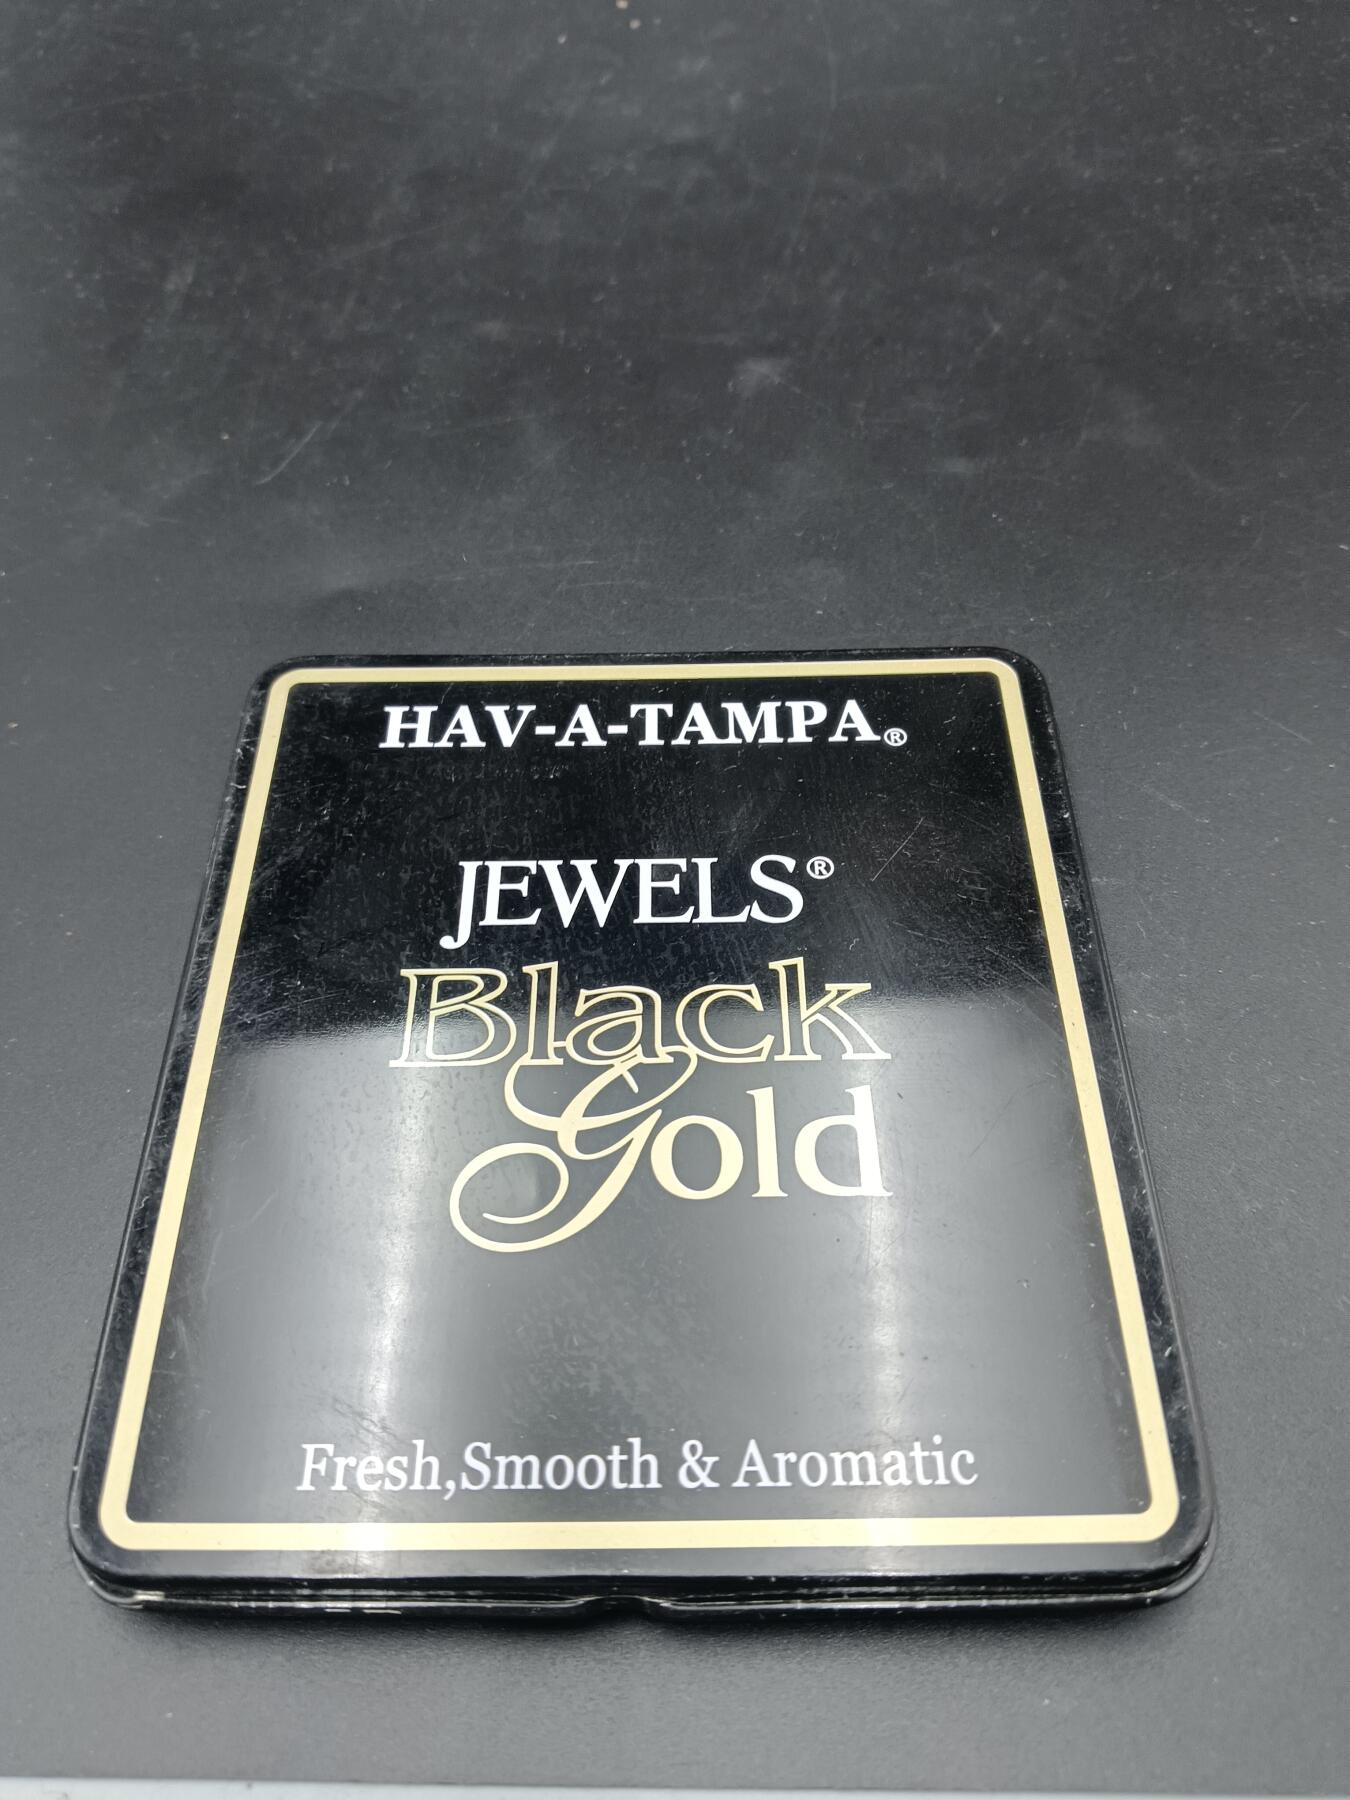 HAV-A-TAMPA®
JEWELS®
Black
Gold
Fresh,Smooth & Aromatic